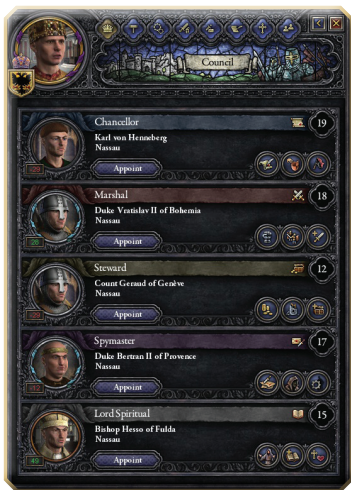 Council
Chancellor
19
Karl von Henneberg
Nassau
Appoint
Marshal
18
Duke Vratislav II of Bohemia
Nassau
Appoint
Steward
12
Count Geraud of Genève
Nassau
Appoint
Spymaster
17
Duke Bertran II of Provence
Nassau
Appoint
Lord Spiritual
15
Bishop Hesso of Fulda
Nassau
Appoint